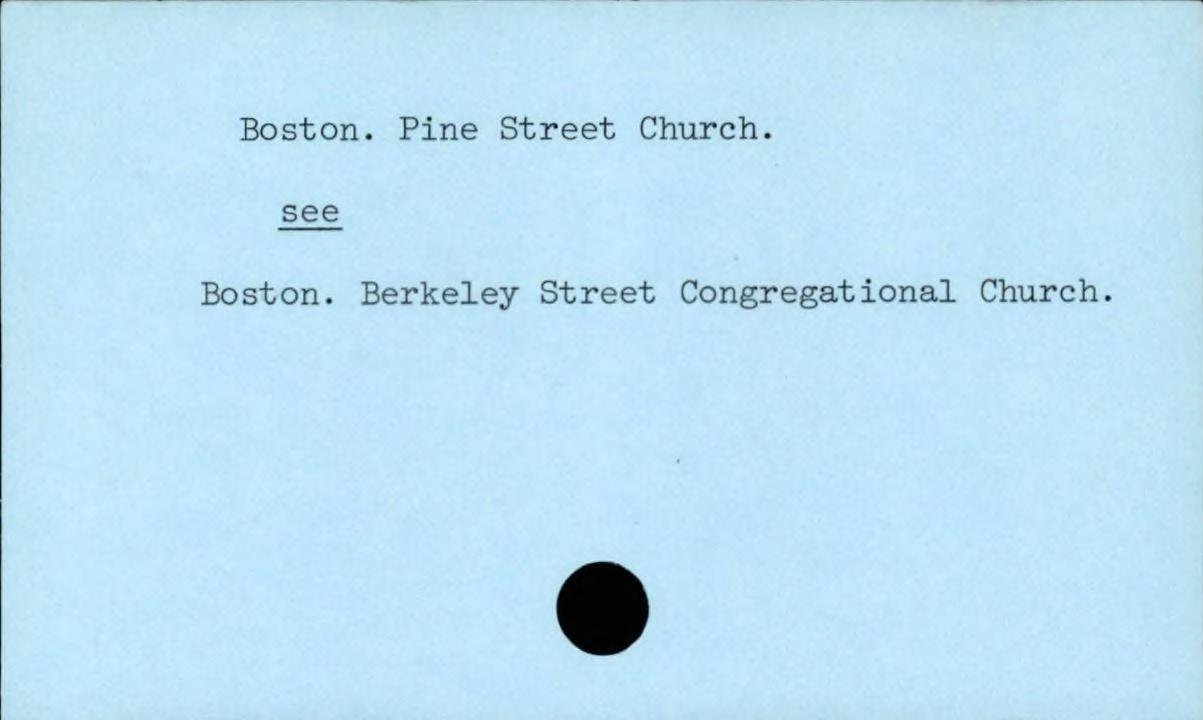 Boston. Pine Street Church.
see
Boston. Berkeley Street Congregational Church.